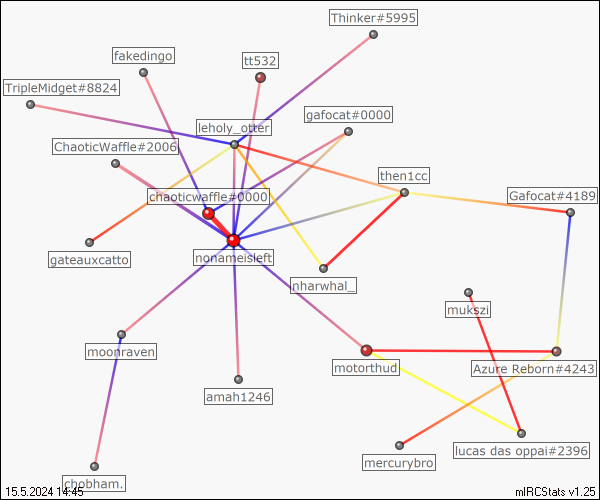 Thinker#5995
fakedingo
tt532
TripleMidget#8824
gafocat#0000
leholy_otter
ChaoticWaffle#2006
then1cc
chaoticwaffle#0000
Gafocat#4189
nonameisleft
gateauxcatto
nharwhal_
mukszi
moonraven
motorthud
Azure Reborn#4243
amah1246
lucas das oppai#2396
mercurybro
chobham.
15.5.2024 14:45
mIRCStats v1.25